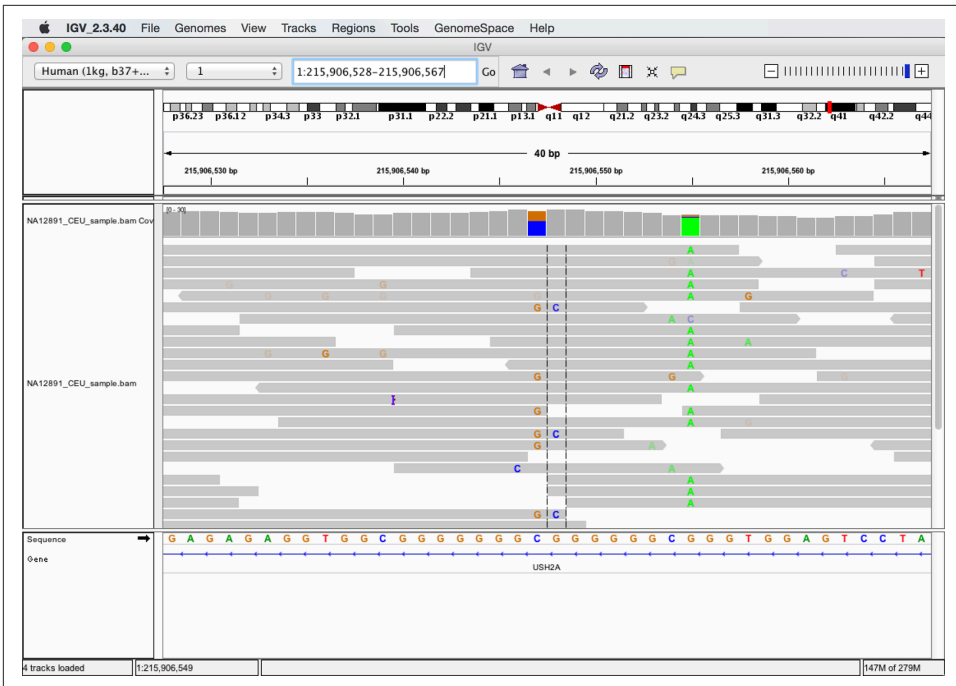 IGV_2.3.40 File Genomes View Tracks Regions Tools GenomeSpace Help
IGV
Human (1kg, b37+... 1 1:215,906,528-215,906,567 Go
p36.23 p36.12 p34.3 p33 p32.1 p31.1 p22.2 p21.1 p13.1 q11 q12 q21.2 q23.2 q24.3 q25.3 q31.3 q32.2 q41 q42.2 q44
40 bp
215,906,530 bp 215,906,540 bp 215,906,550 bp 215,906,560 bp
[0 - 30]
NA12891_CEU_sample.bam Cov
A
G A
A C T
G G A
G G G G A G
G C
A C
A
A A
G G G A
A
G G G
A
NA12891_CEU_sample.bam
I
G A
A G
G C
G A
C A
A
A
A
G C
Sequence G A G A G A G G T G G C G G G G G G G C G G G G G G C G G G T G G A G T C C T A
Gene
USH2A
4 tracks loaded 1:215,906,549 147M of 279M